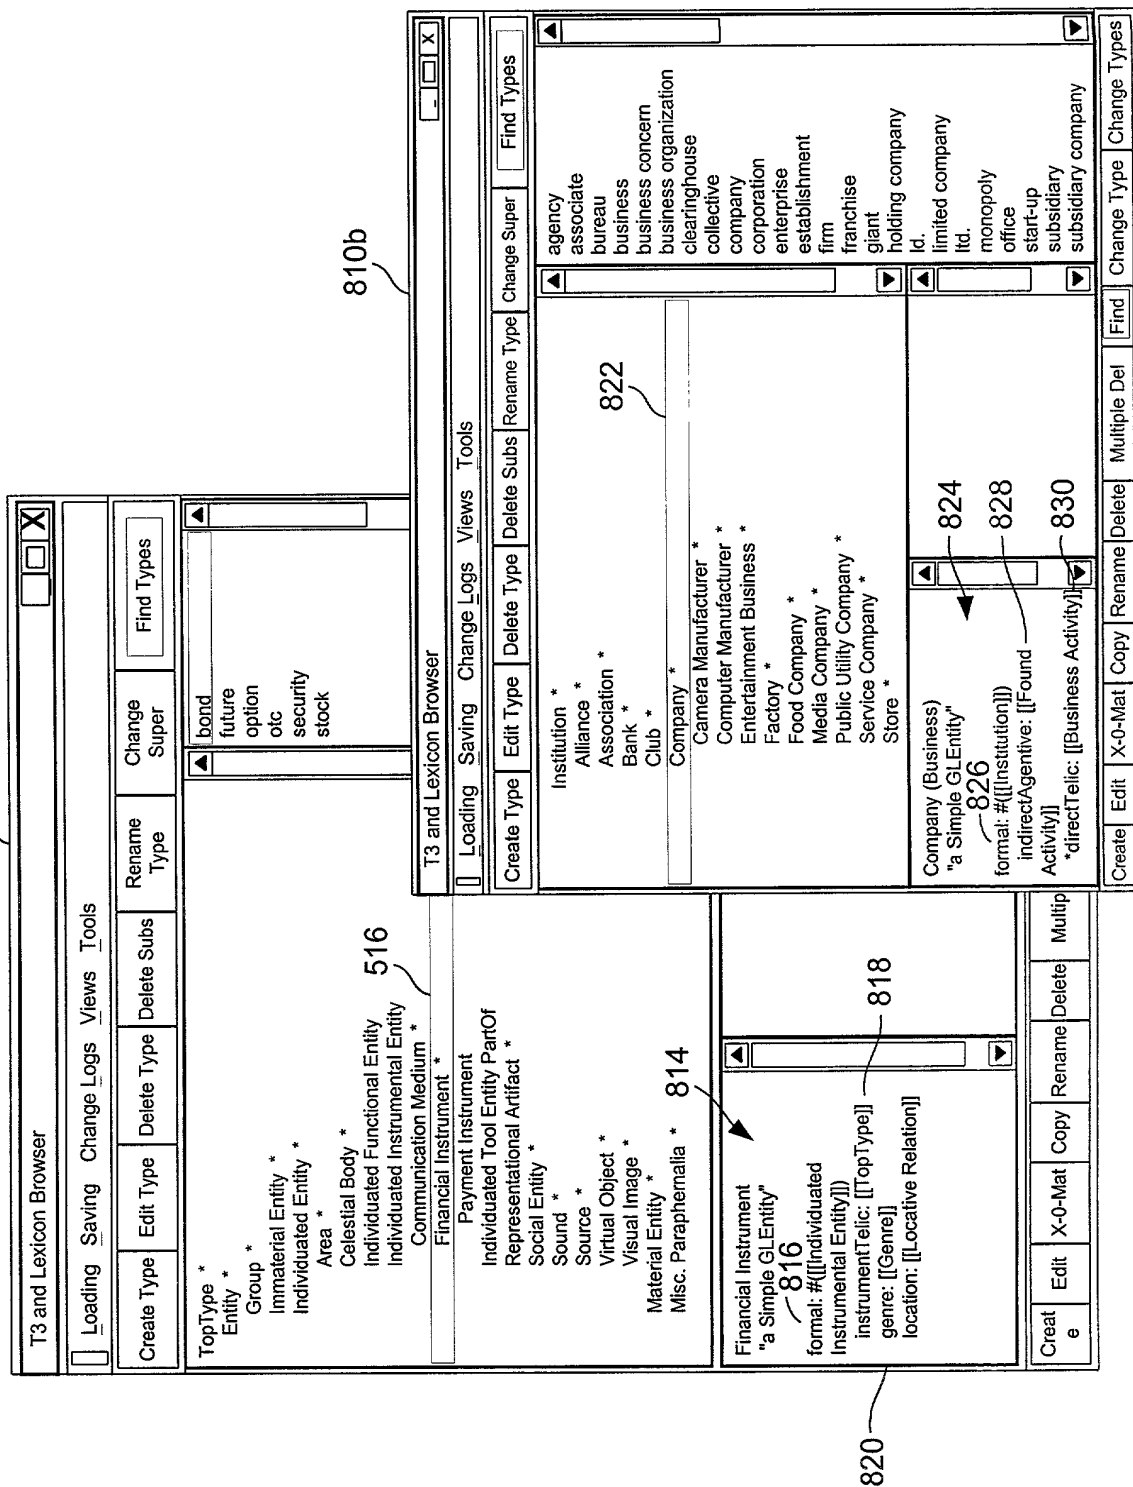 T3 and Lexicon Browser
Loading Saving Change Logs Views Tools
Create Type Edit Type Delete Type Delete Subs Rename Type Change Super Find Types
TopType *
Entity *
Group *
Immaterial Entity *
Individuated Entity *
Area *
Celestial Body *
Individuated Functional Entity
Individuated Instrumental Entity
Communication Medium *
Financial Instrument *
Payment Instrument
Individuated Tool Entity PartOf
Representational Artifact *
Social Entity *
Sound *
Source *
Virtual Object *
Visual Image *
Material Entity *
Misc. Paraphernalia *
516
bond
future
option
otc
security
stock
814
Financial Instrument
"a Simple GLEntity"
816
formal: #([[Individuated
Instrumental Entity]])
instrumentTelic: [[TopType]]
genre: [[Genre]]
location: [[Locative Relation]]
818
820
Creat
e Edit X-0-Mat Copy Rename Delete Multip
810b
T3 and Lexicon Browser
Loading Saving Change Logs Views Tools
Create Type Edit Type Delete Type Delete Subs Rename Type Change Super Find Types
Institution *
Alliance *
Association *
Bank *
Club *
Company *
Camera Manufacturer *
Computer Manufacturer *
Entertainment Business *
Factory *
Food Company *
Media Company *
Public Utility Company *
Service Company *
Store *
822
agency
associate
bureau
business
business concern
business organization
clearinghouse
collective
company
corporation
enterprise
establishment
firm
franchise
giant
holding company
ld.
limited company
ltd.
monopoly
office
start-up
subsidiary
subsidiary company
824
Company (Business)
"a Simple GLEntity"
826
formal: #([[Institution]])
indirectAgentive: [[Found
Activity]]
*directTelic: [[Business Activity]]
828
830
Create Edit X-0-Mat Copy Rename Delete Multiple Del Find Change Type Change Types